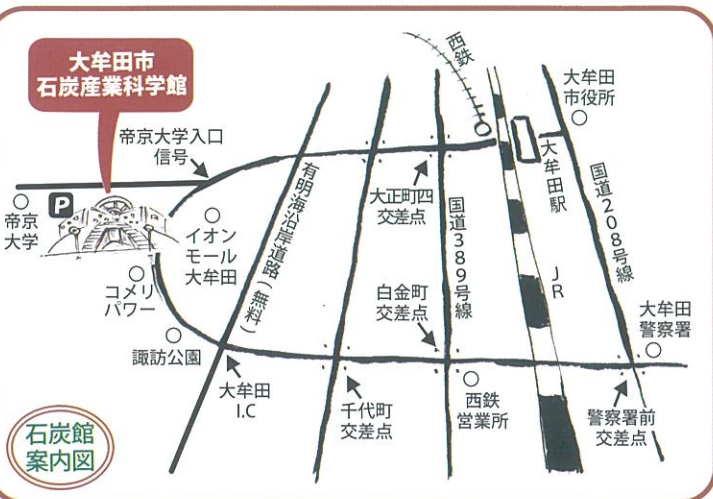 大牟田市
石炭産業科学館
西鉄
大牟田
市役所
帝京大学入口
信号
P
帝京
大学
イオン
モール
大牟田
有明海沿岸道路(無料)
大正町四
交差点
国道389号線
大牟田駅
国道208号線
JR
コメリ
パワー
諏訪公園
白金町
交差点
大牟田
警察署
大牟田
I.C
千代町
交差点
西鉄
営業所
警察署前
交差点
石炭館
案内図